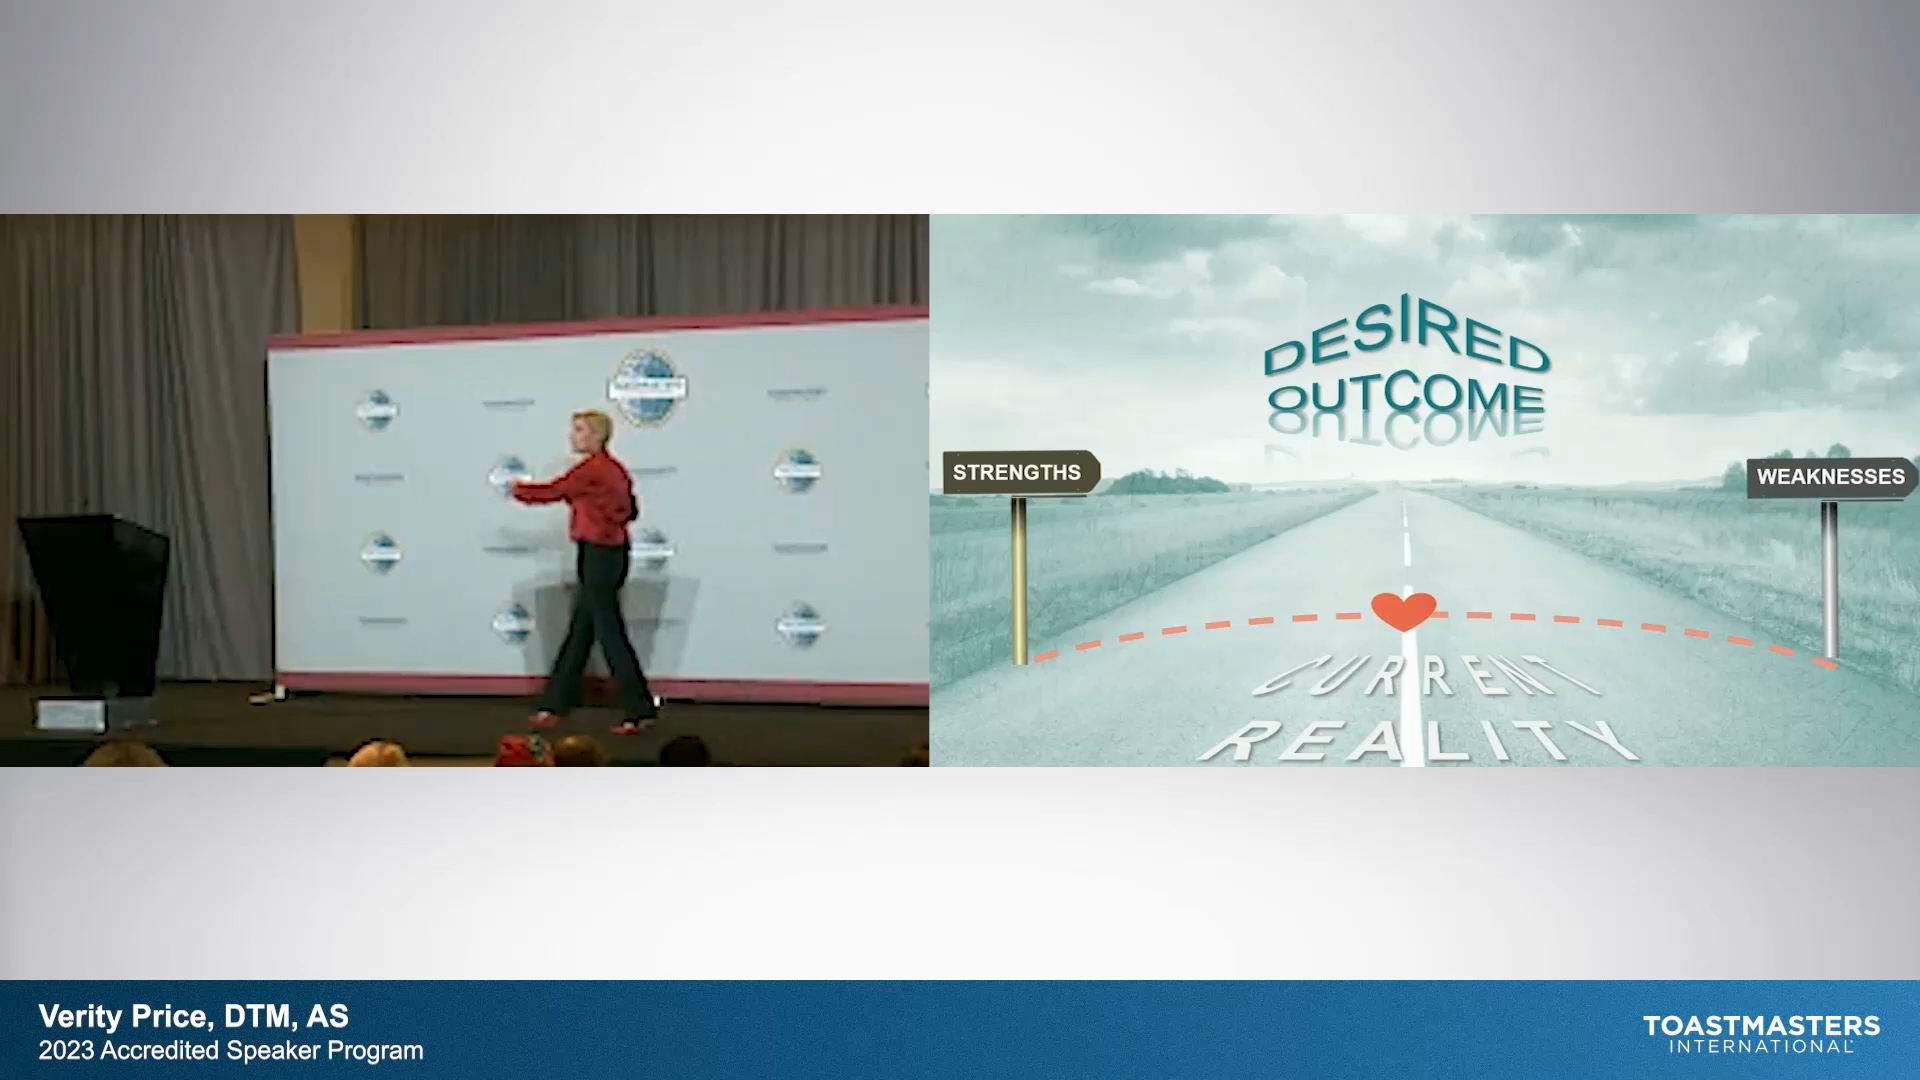 DESIRED
OUTCOME
STRENGTHS
WEAKNESSES
CURRENT
REALITY
Verity Price, DTM, AS
2023 Accredited Speaker Program
TOASTMASTERS
INTERNATIONAL